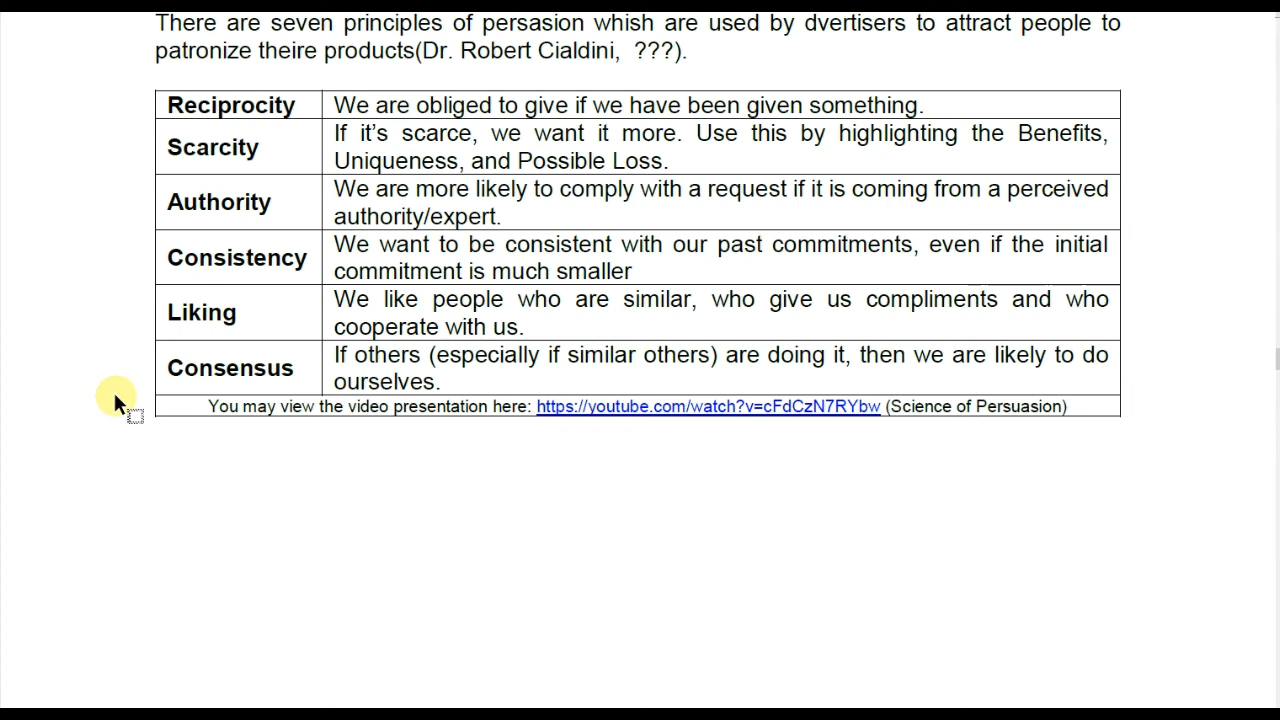 There are seven principles of persasion whish are used by dvertisers to attract people to
patronize theire products(Dr. Robert Cialdini, ???).
Reciprocity
We are obliged to give if we have been given something.
Scarcity
If it's scarce, we want it more. Use this by highlighting the Benefits,
Uniqueness, and Possible Loss.
Authority
We are more likely to comply with a request if it is coming from a perceived
authority/expert.
Consistency
We want to be consistent with our past commitments, even if the initial
commitment is much smaller
Liking
We like people who are similar, who give us compliments and who
cooperate with us.
Consensus
If others (especially if similar others) are doing it, then we are likely to do
ourselves.
You may view the video presentation here: https://youtube.com/watch?v=cFdCzN7RYbw (Science of Persuasion)